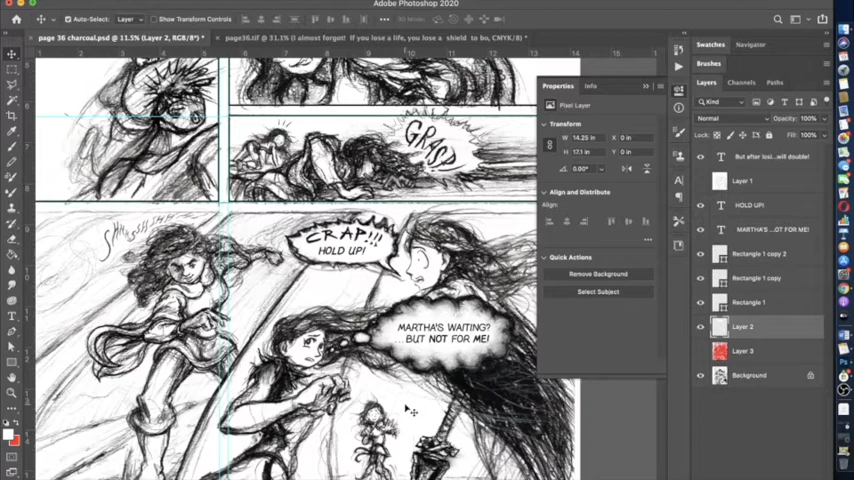 Adobe Photoshop 2020
Auto-Select: Layer Show Transform Controls 3D Mode:
page 36 charcoal.psd @ 11.5% (Layer 2, RGB/8*) * page36.tif @ 31.1% (I almost forgot! If you lose a life, you lose a shield to bo, CMYK/8) *
Properties Info
Pixel Layer
Transform
W: 14.25 in X: 0 in
H: 17.1 in Y: 0 in
0.00°
Align and Distribute
Align:
Quick Actions
Remove Background
Select Subject
Swatches Navigator
Brushes
Layers Channels Paths
Kind
Normal Opacity: 100%
Lock: Fill: 100%
But after losi...will double!
Layer 1
HOLD UP!
MARTHA'S ...OT FOR ME!
Rectangle 1 copy 2
Rectangle 1 copy
Rectangle 1
Layer 2
Layer 3
Background
GRASP
CRAP!!!
HOLD UP!
MARTHA'S WAITING?
...BUT NOT FOR ME!